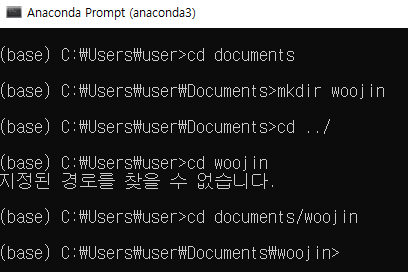 Anaconda Prompt (anaconda3)
(base) C:₩Users₩user>cd documents
(base) C:₩Users₩user₩Documents>mkdir woojin
(base) C:₩Users₩user₩Documents>cd ../
(base) C:₩Users₩user>cd woojin
지정된 경로를 찾을 수 없습니다.
(base) C:₩Users₩user>cd documents/woojin
(base) C:₩Users₩user₩Documents₩woojin>